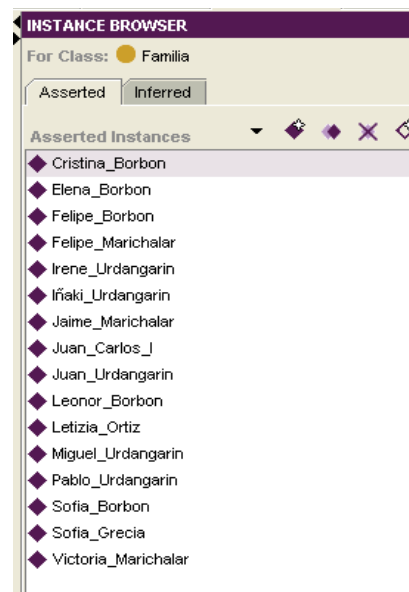 INSTANCE BROWSER
For Class: Familia
Asserted Inferred
Asserted Instances
Cristina_Borbon
Elena_Borbon
Felipe_Borbon
Felipe_Marichalar
Irene_Urdangarin
Iñaki_Urdangarin
Jaime_Marichalar
Juan_Carlos_I
Juan_Urdangarin
Leonor_Borbon
Letizia_Ortiz
Miguel_Urdangarin
Pablo_Urdangarin
Sofia_Borbon
Sofia_Grecia
Victoria_Marichalar